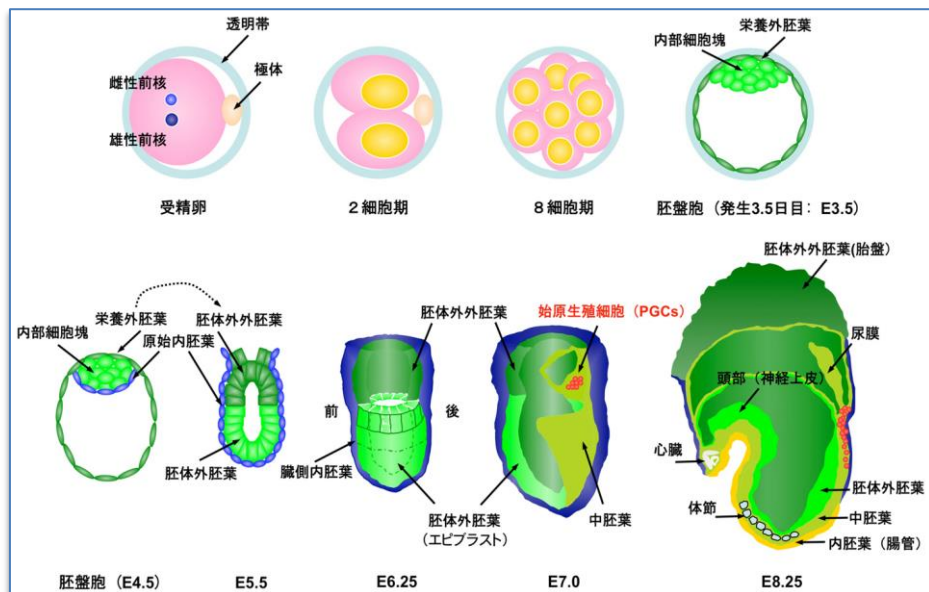 透明帯
極体
雌性前核
雄性前核
受精卵
2細胞期
8細胞期
栄養外胚葉
内部細胞塊
胚盤胞（発生3.5日目： E3.5）
内部細胞塊
栄養外胚葉
原始内胚葉
胚盤胞（E4.5）
胚体外外胚葉
胚体外胚葉
E5.5
胚体外外胚葉
前
後
臓側内胚葉
胚体外胚葉
(エピブラスト)
E6.25
始原生殖細胞（PGCs）
中胚葉
E7.0
胚体外外胚葉(胎盤）
尿膜
頭部（神経上皮）
心臓
体節
胚体外胚葉
中胚葉
内胚葉（腸管）
E8.25